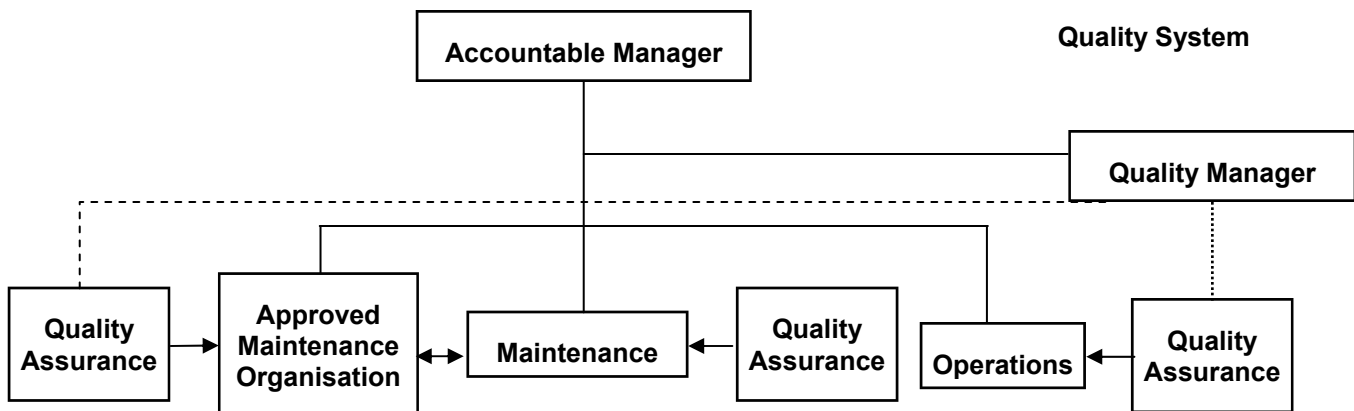 Accountable Manager
Quality System
Quality Manager
Quality
Assurance
Approved
Maintenance
Organisation
Maintenance
Quality
Assurance
Operations
Quality
Assurance